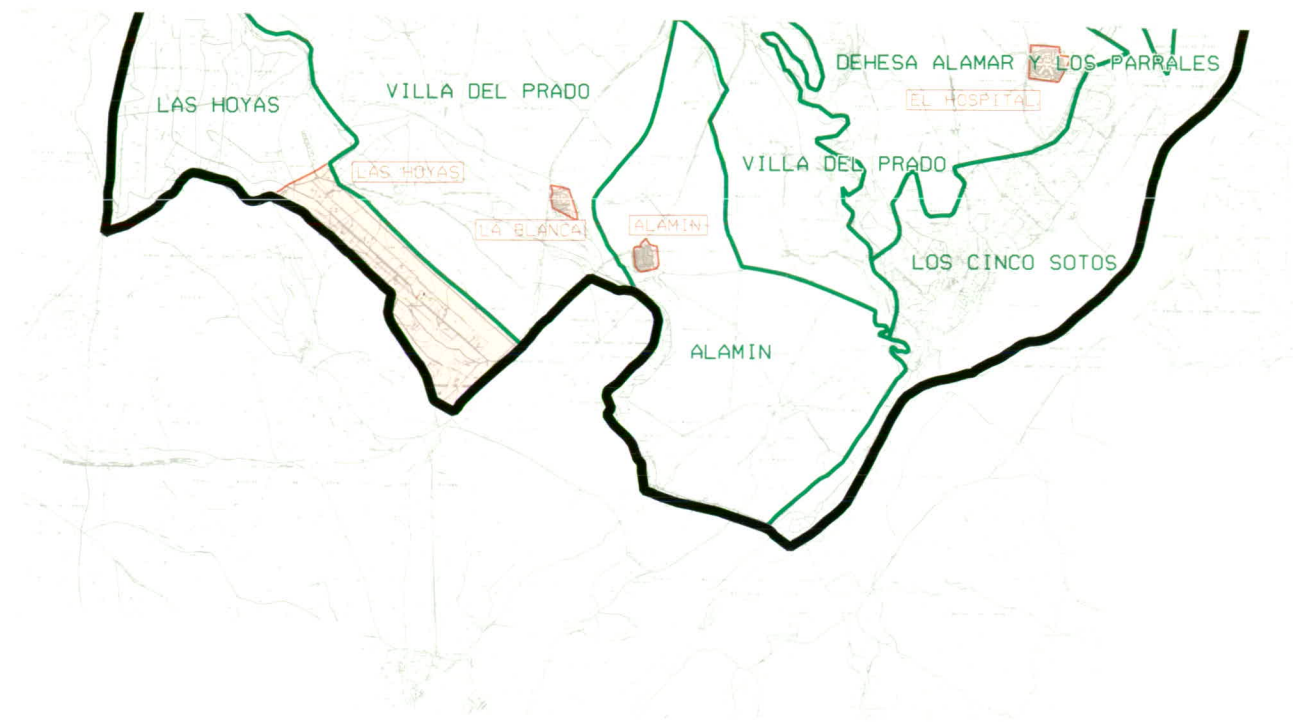 DEHESA ALAMAR Y LOS PARRALES
VILLA DEL PRADO
EL HOSPITAL
LAS HOYAS
VILLA DEL PRADO
LAS HOYAS
LA BLANCA
ALAMIN
LOS CINCO SOTOS
ALAMIN